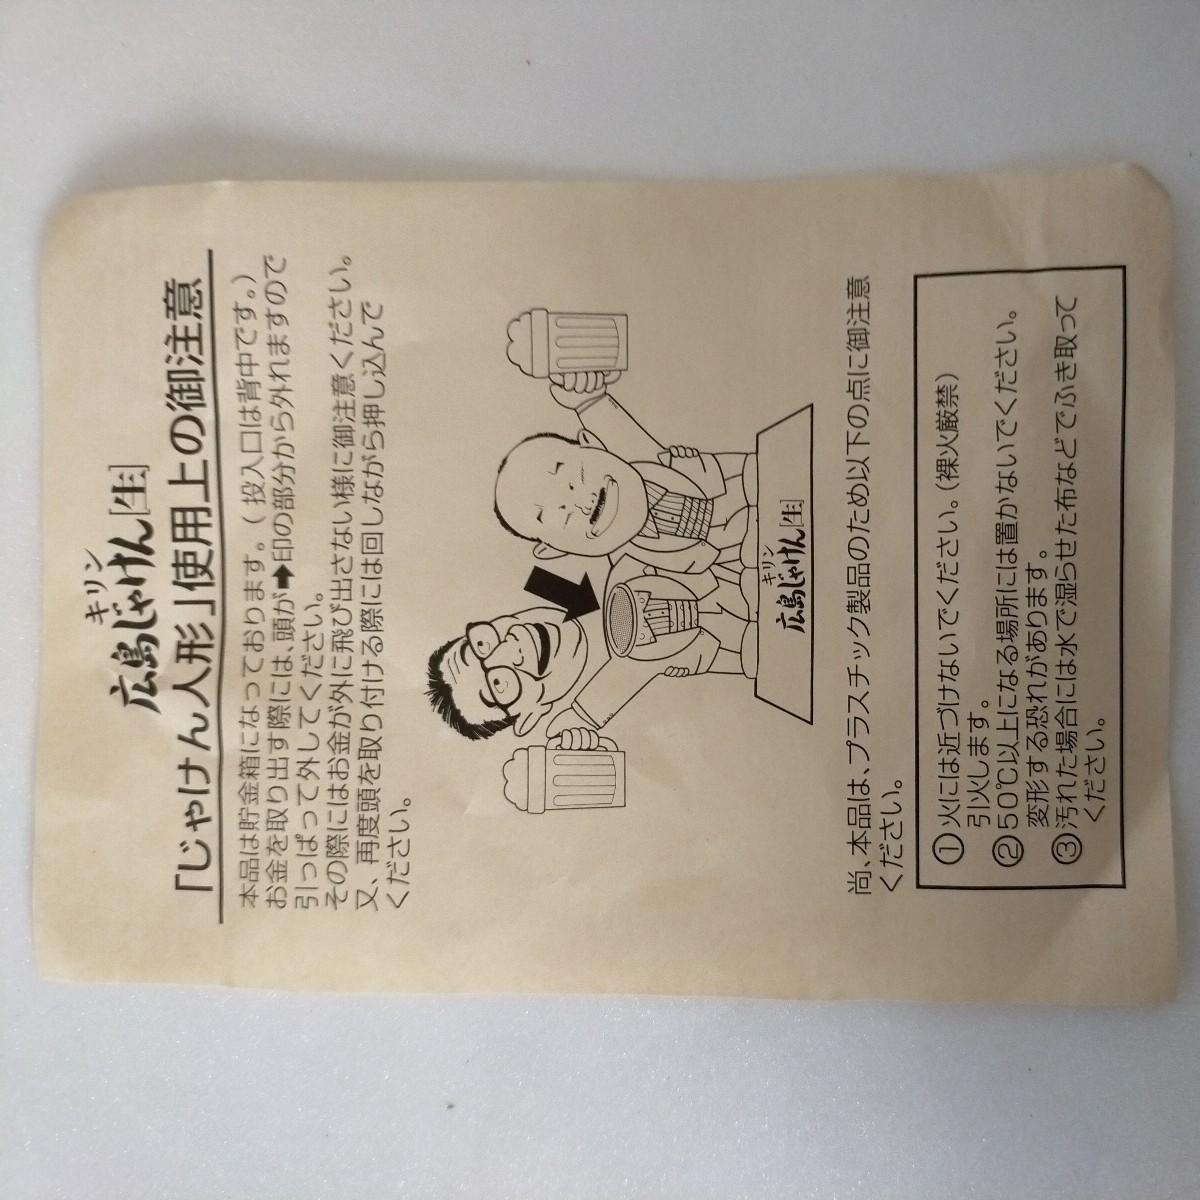 キリン
広島じゃけん[生]
「じゃけん人形」使用上の御注意
本品は貯金箱になっております。(投入口は背中です。)
お金を取り出す際には、頭が➡印の部分から外れますので
引っぱって外してください。
その際にはお金が外に飛び出さない様に御注意ください。
又、再度頭を取り付ける際には回しながら押し込んで
ください。
キリン
広島じゃけん[生]
尚、本品は、プラスチック製品のため以下の点に御注意
ください。
①火には近づけないでください。(裸火厳禁)
引火します。
②50℃以上になる場所には置かないでください。
変形する恐れがあります。
③汚れた場合には水で湿らせた布などでふき取って
ください。